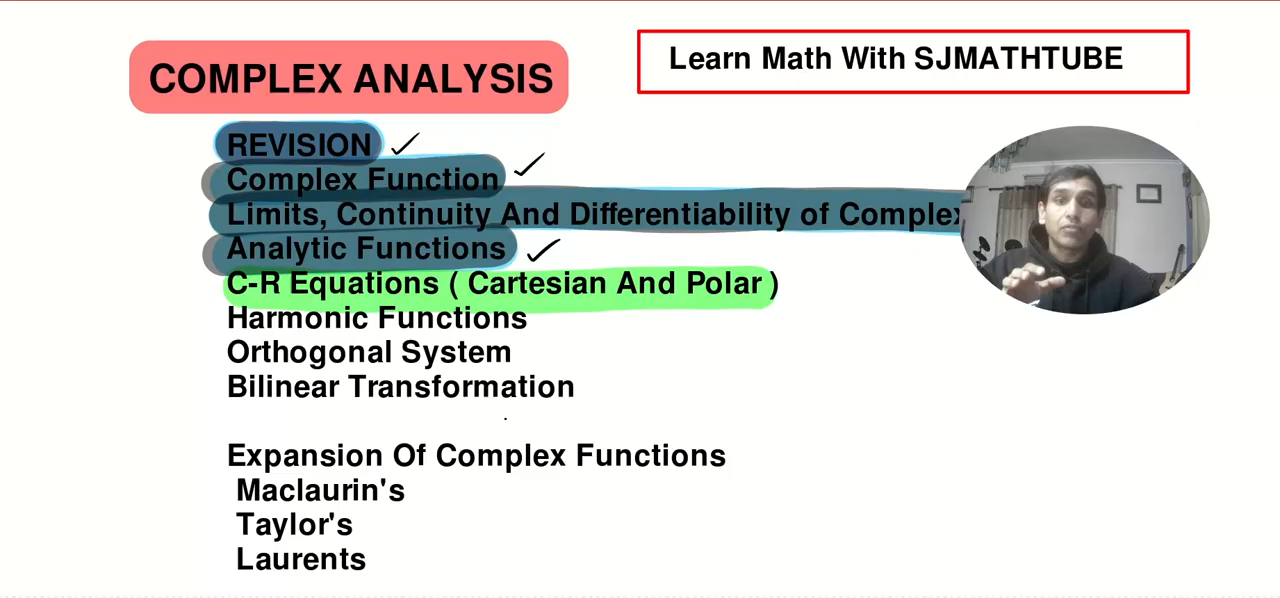 COMPLEX ANALYSIS
Learn Math With SJMATHTUBE
REVISION
Complex Function
Limits, Continuity And Differentiability of Complex
Analytic Functions
C-R Equations ( Cartesian And Polar )
Harmonic Functions
Orthogonal System
Bilinear Transformation
Expansion Of Complex Functions
Maclaurin's
Taylor's
Laurents